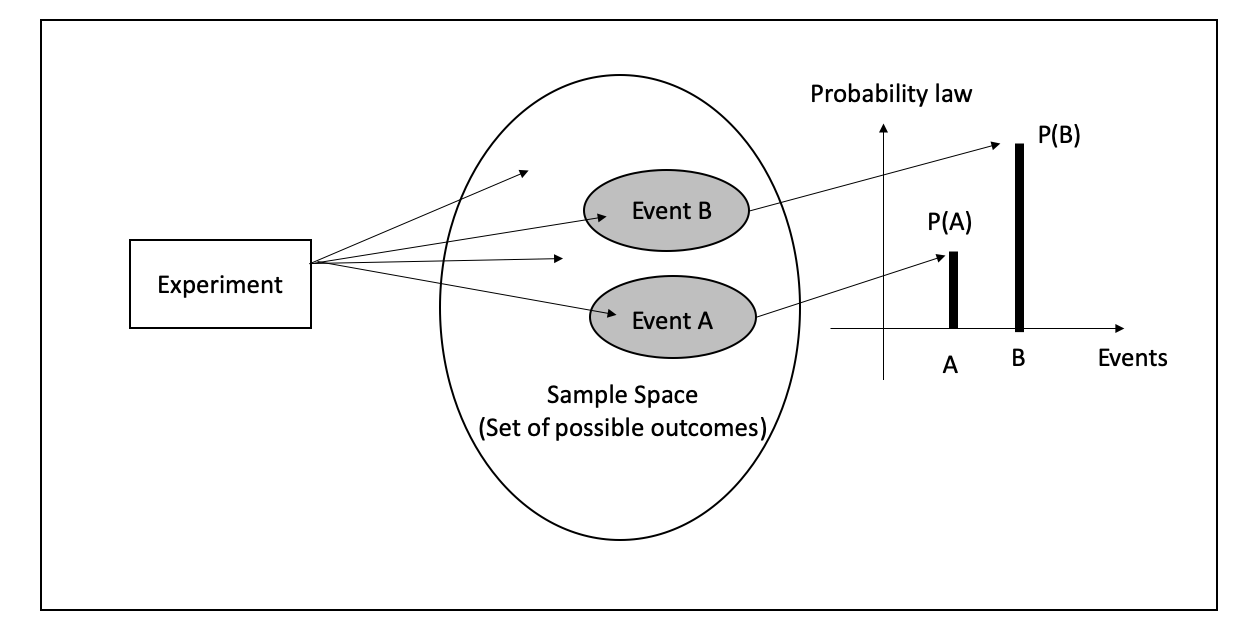 Experiment
Event B
Event A
Sample Space
(Set of possible outcomes)
Probability law
P(B)
P(A)
A
B
Events